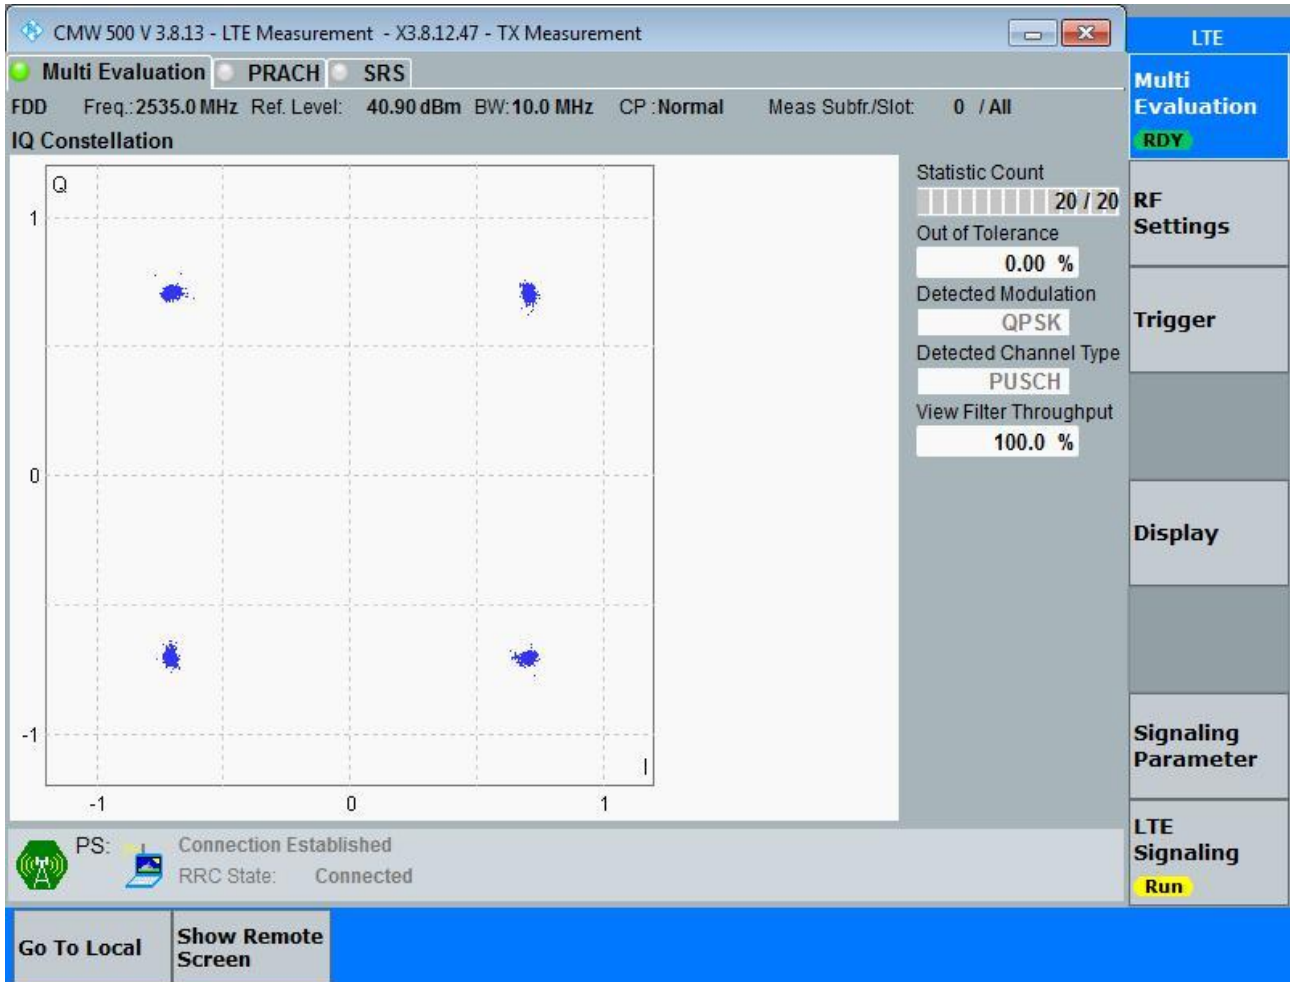 CMW 500 V 3.8.13 - LTE Measurement - X3.8.12.47 - TX Measurement
LTE
Multi Evaluation PRACH SRS
FDD Freq.:2535.0 MHz Ref. Level: 40.90 dBm BW:10.0 MHz CP :Normal Meas Subfr./Slot: 0 / All
IQ Constellation
Q
1
0
-1
I
-1 0 1
Statistic Count
20 / 20
Out of Tolerance
0.00 %
Detected Modulation
QPSK
Detected Channel Type
PUSCH
View Filter Throughput
100.0 %
Multi
Evaluation
RDY
RF
Settings
Trigger
Display
Signaling
Parameter
LTE
Signaling
Run
PS: Connection Established
RRC State: Connected
Go To Local
Show Remote
Screen